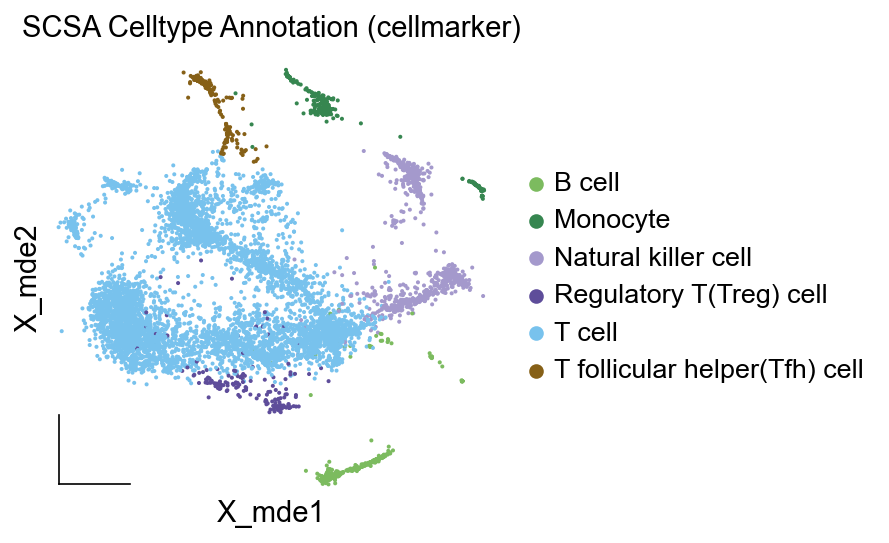 SCSA Celltype Annotation (cellmarker)
X_mde2
B cell
Monocyte
Natural killer cell
Regulatory T(Treg) cell
T cell
T follicular helper(Tfh) cell
X_mde1